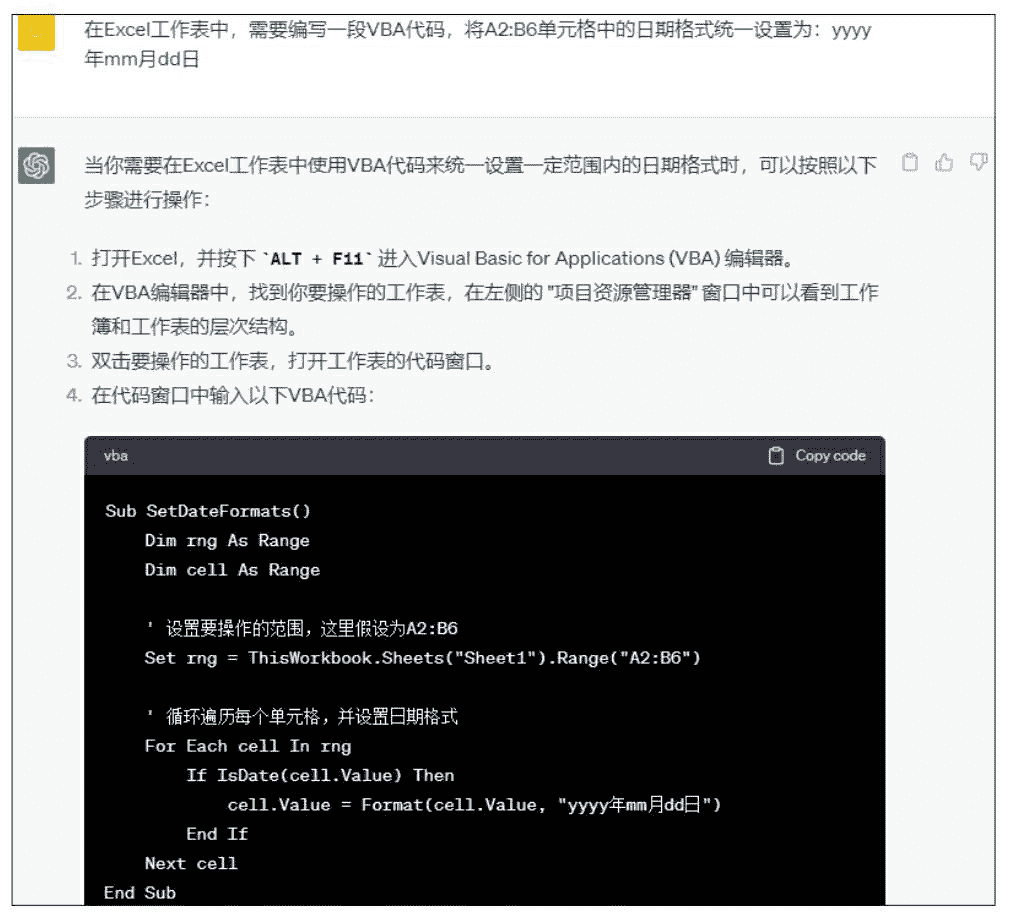 在Excel工作表中，需要编写一段VBA代码，将A2:B6单元格中的日期格式统一设置为：yyyy
年mm月dd日
当你需要在Excel工作表中使用VBA代码来统一设置一定范围内的日期格式时，可以按照以下
步骤进行操作：
1. 打开Excel，并按下 `ALT + F11` 进入Visual Basic for Applications (VBA) 编辑器。
2. 在VBA编辑器中，找到你要操作的工作表，在左侧的 "项目资源管理器" 窗口中可以看到工作
簿和工作表的层次结构。
3. 双击要操作的工作表，打开工作表的代码窗口。
4. 在代码窗口中输入以下VBA代码：
vba Copy code
Sub SetDateFormats()
    Dim rng As Range
    Dim cell As Range
    ' 设置要操作的范围，这里假设为A2:B6
    Set rng = ThisWorkbook.Sheets("Sheet1").Range("A2:B6")
    ' 循环遍历每个单元格，并设置日期格式
    For Each cell In rng
        If IsDate(cell.Value) Then
            cell.Value = Format(cell.Value, "yyyy年mm月dd日")
        End If
    Next cell
End Sub